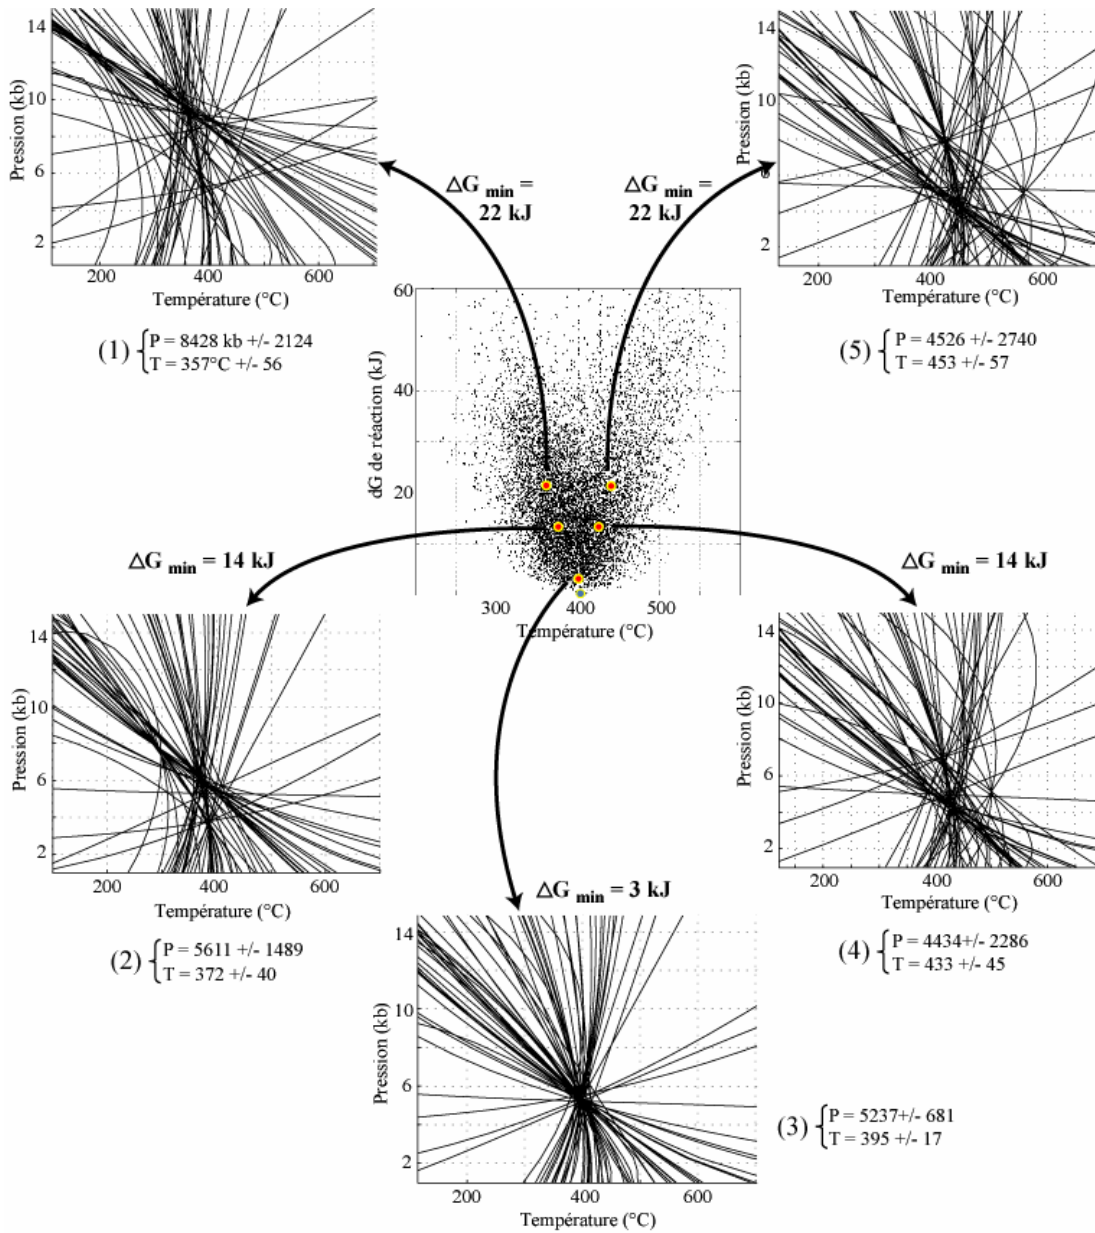 14
10
6
2
Pression (kb)
200
400
600
Température (°C)
(1)
P = 8428 kb +/- 2124
T = 357°C +/- 56
ΔG min =
22 kJ
ΔG min =
22 kJ
14
10
6
2
Pression (kb)
200
400
600
(5)
P = 4526 +/- 2740
T = 453 +/- 57
Température (°C)
60
40
20
dG de réaction (kJ)
300
400
500
Température (°C)
ΔG min = 14 kJ
ΔG min = 14 kJ
14
10
6
2
Pression (kb)
200
400
600
Température (°C)
(2)
P = 5611 +/- 1489
T = 372 +/- 40
14
10
6
2
Pression (kb)
200
400
600
Température (°C)
(4)
P = 4434+/- 2286
T = 433 +/- 45
ΔG min = 3 kJ
14
10
6
2
Pression (kb)
200
400
600
Température (°C)
(3)
P = 5237+/- 681
T = 395 +/- 17